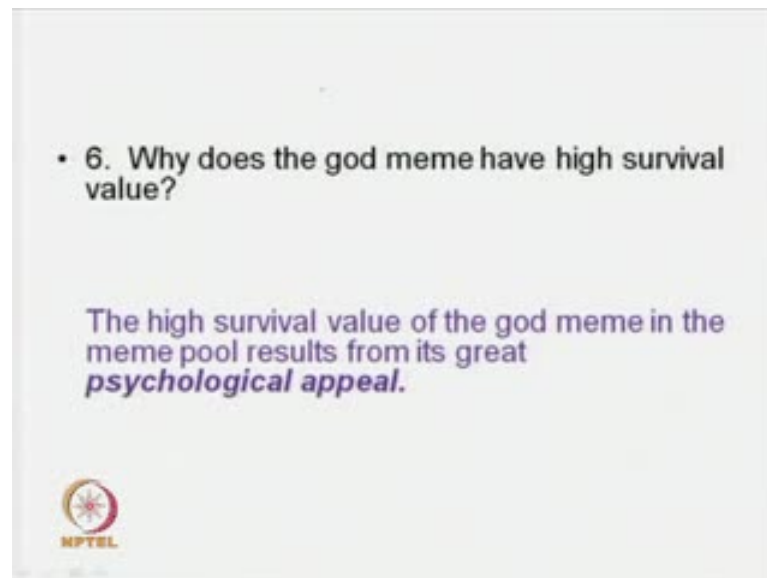 • 6. Why does the god meme have high survival
value?
The high survival value of the god meme in the
meme pool results from its great
psychological appeal.
NPTEL